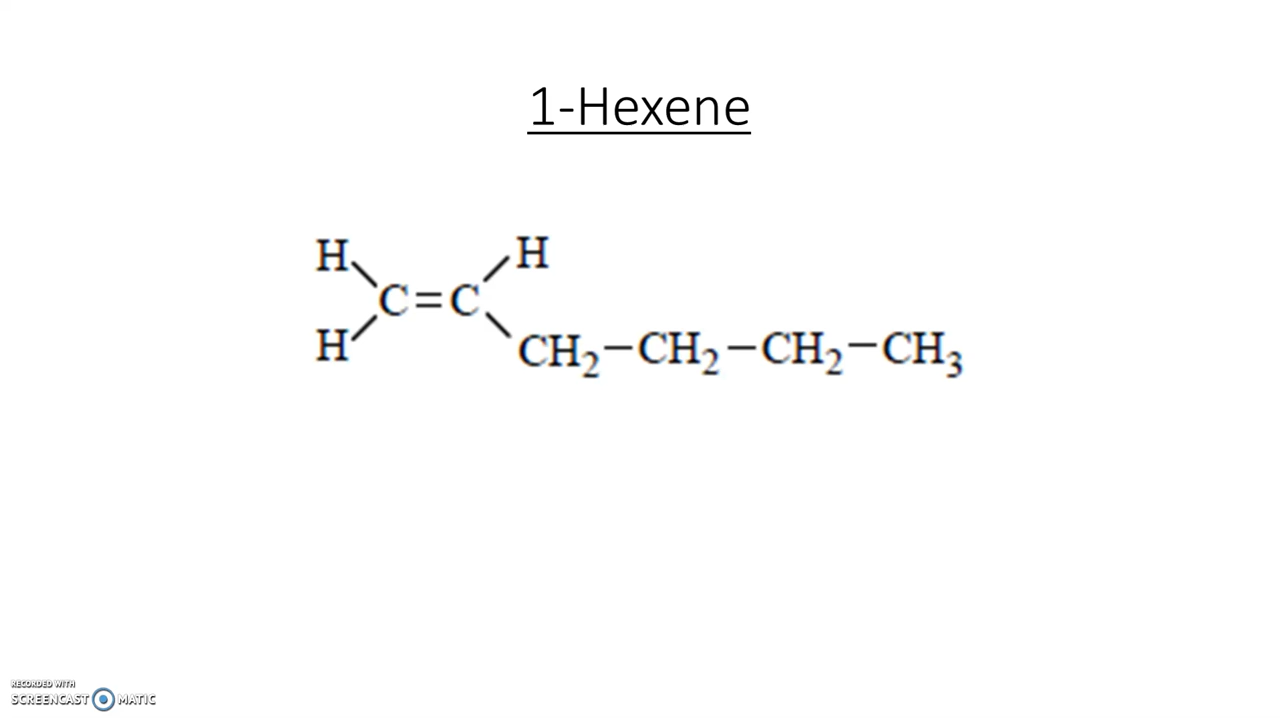 1-Hexene
H H
C=C
H CH₂−CH₂−CH₂−CH₃
RECORDED WITH
SCREENCAST MATIC